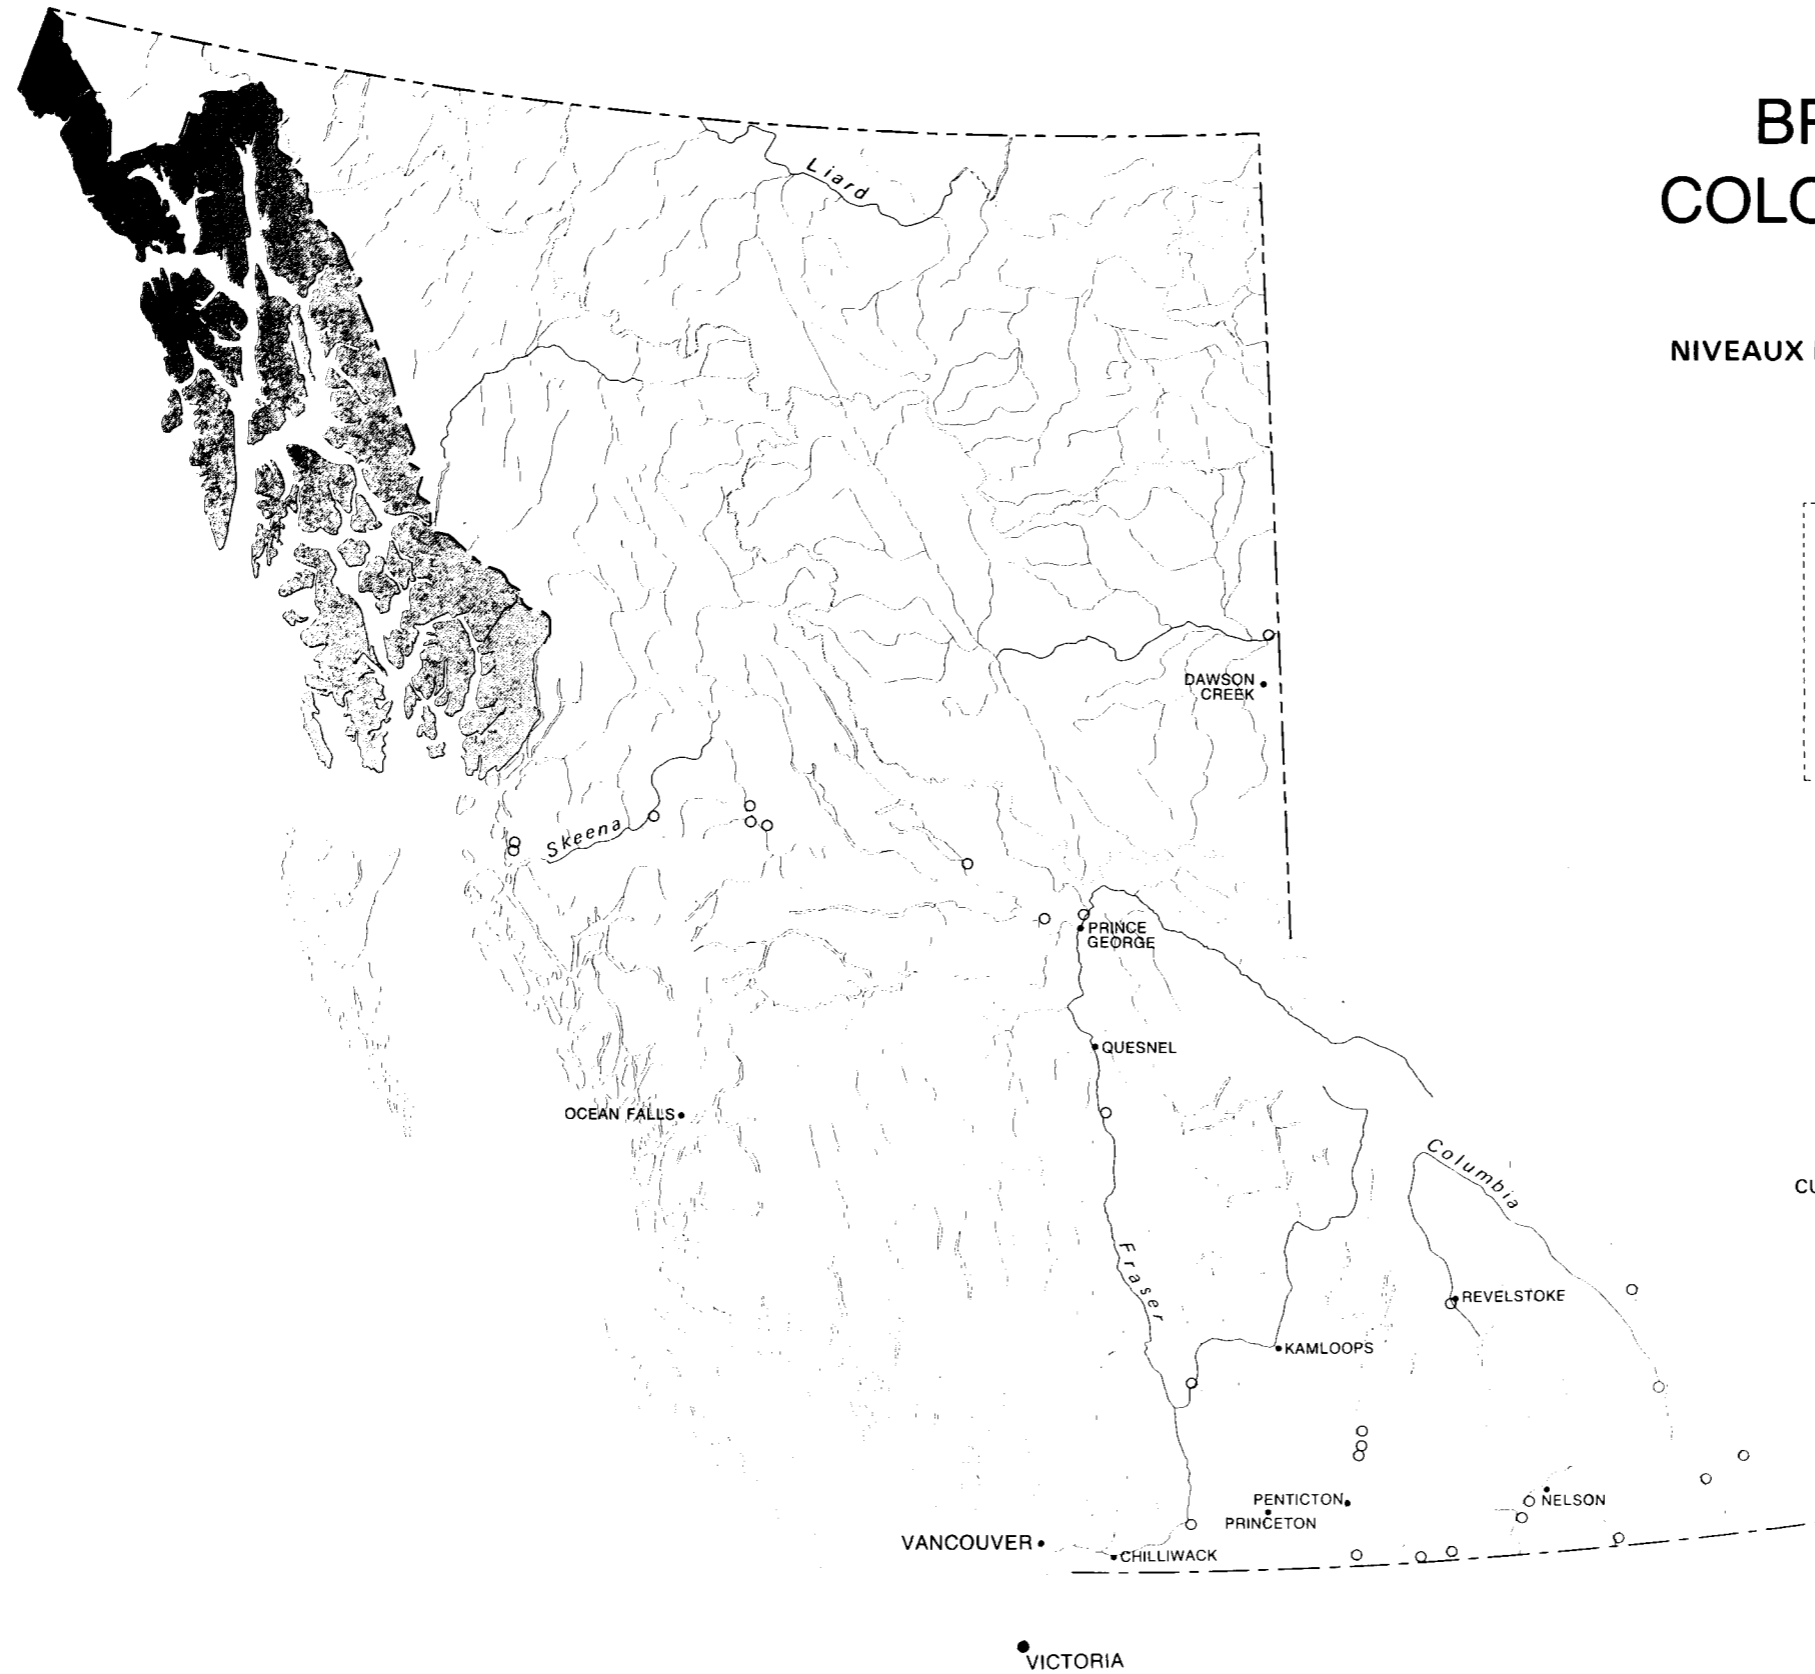 BR
COLO
Liard
NIVEAUX
DAWSON
CREEK
Skeena
PRINCE
GEORGE
QUESNEL
OCEAN FALLS
Columbia
CU
Fraser
REVELSTOKE
KAMLOOPS
PENTICTON
NELSON
PRINCETON
VANCOUVER
CHILLIWACK
VICTORIA